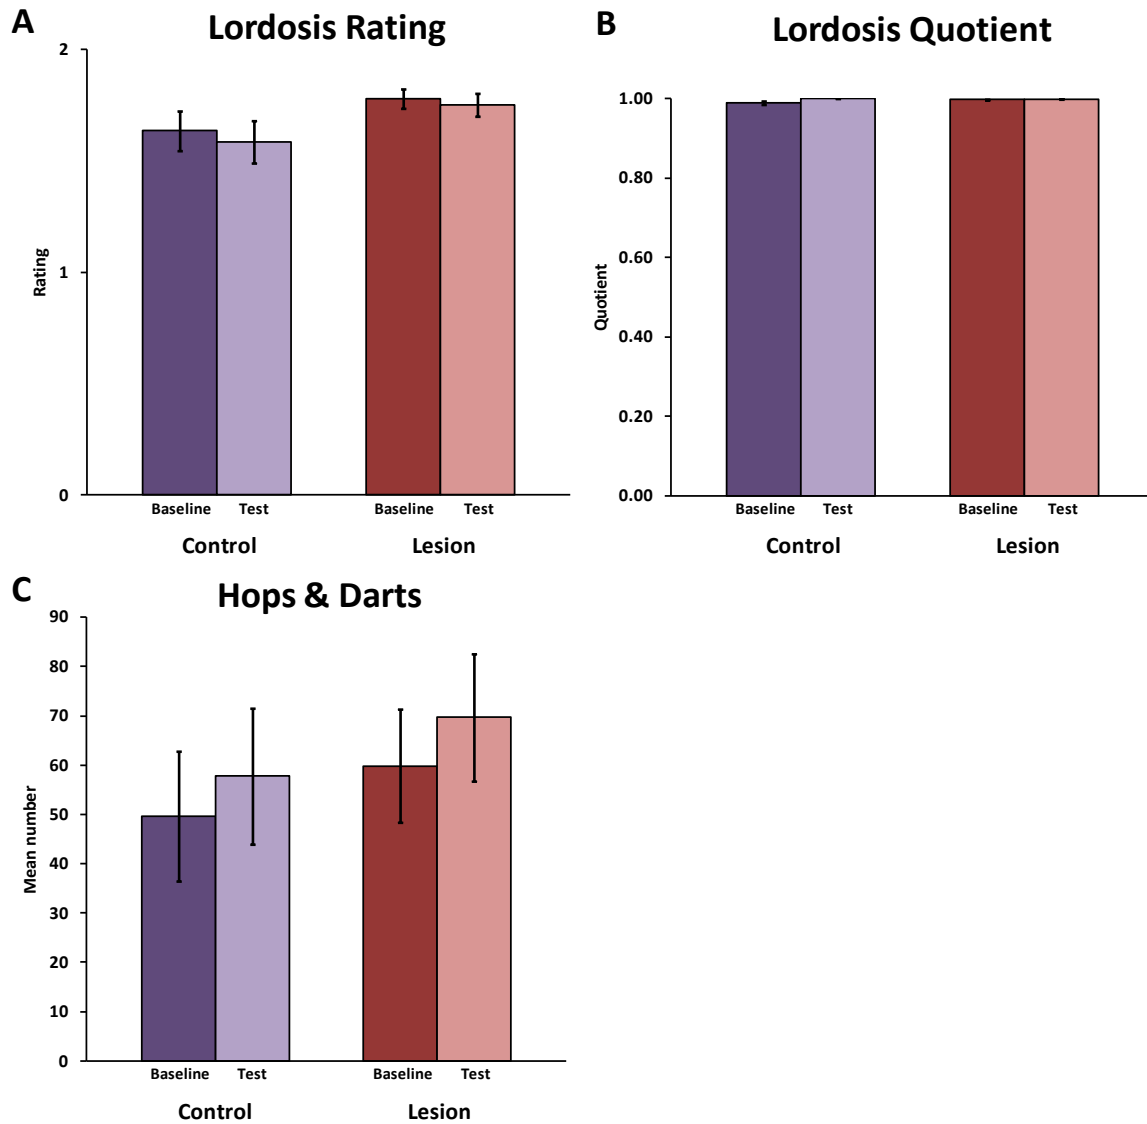 A
Lordosis Rating
2
1
0
Rating
Baseline Test
Baseline Test
Control
Lesion
B
Lordosis Quotient
1.00
0.80
0.60
0.40
0.20
0.00
Quotient
Baseline Test
Baseline Test
Control
Lesion
C
Hops & Darts
90
80
70
60
50
40
30
20
10
0
Mean number
Baseline Test
Baseline Test
Control
Lesion